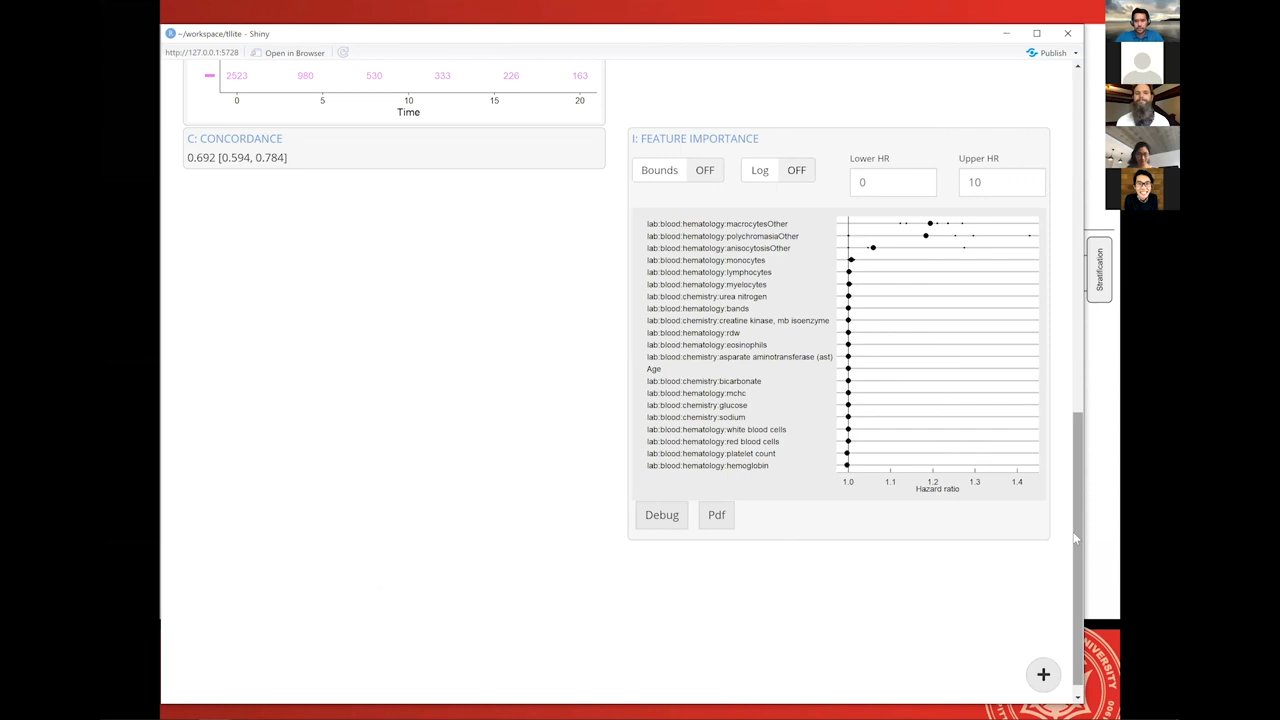 ~/workspace/tllite - Shiny
http://127.0.0.1:5728
Open in Browser
Publish
2523 980 530 333 226 163
0 5 10 15 20
Time
C: CONCORDANCE
0.692 [0.594, 0.784]
I: FEATURE IMPORTANCE
Bounds OFF
Log OFF
Lower HR
0
Upper HR
10
lab:blood:hematology:macrocytesOther
lab:blood:hematology:polychromasiaOther
lab:blood:hematology:anisocytosisOther
lab:blood:hematology:monocytes
lab:blood:hematology:lymphocytes
lab:blood:hematology:myelocytes
lab:blood:chemistry:urea nitrogen
lab:blood:hematology:bands
lab:blood:chemistry:creatine kinase, mb isoenzyme
lab:blood:hematology:rdw
lab:blood:hematology:eosinophils
lab:blood:chemistry:asparate aminotransferase (ast)
Age
lab:blood:chemistry:bicarbonate
lab:blood:hematology:mchc
lab:blood:chemistry:glucose
lab:blood:chemistry:sodium
lab:blood:hematology:white blood cells
lab:blood:hematology:red blood cells
lab:blood:hematology:platelet count
lab:blood:hematology:hemoglobin
1.0 1.1 1.2 1.3 1.4
Hazard ratio
Debug
Pdf
Stratification
UNIVERSITY